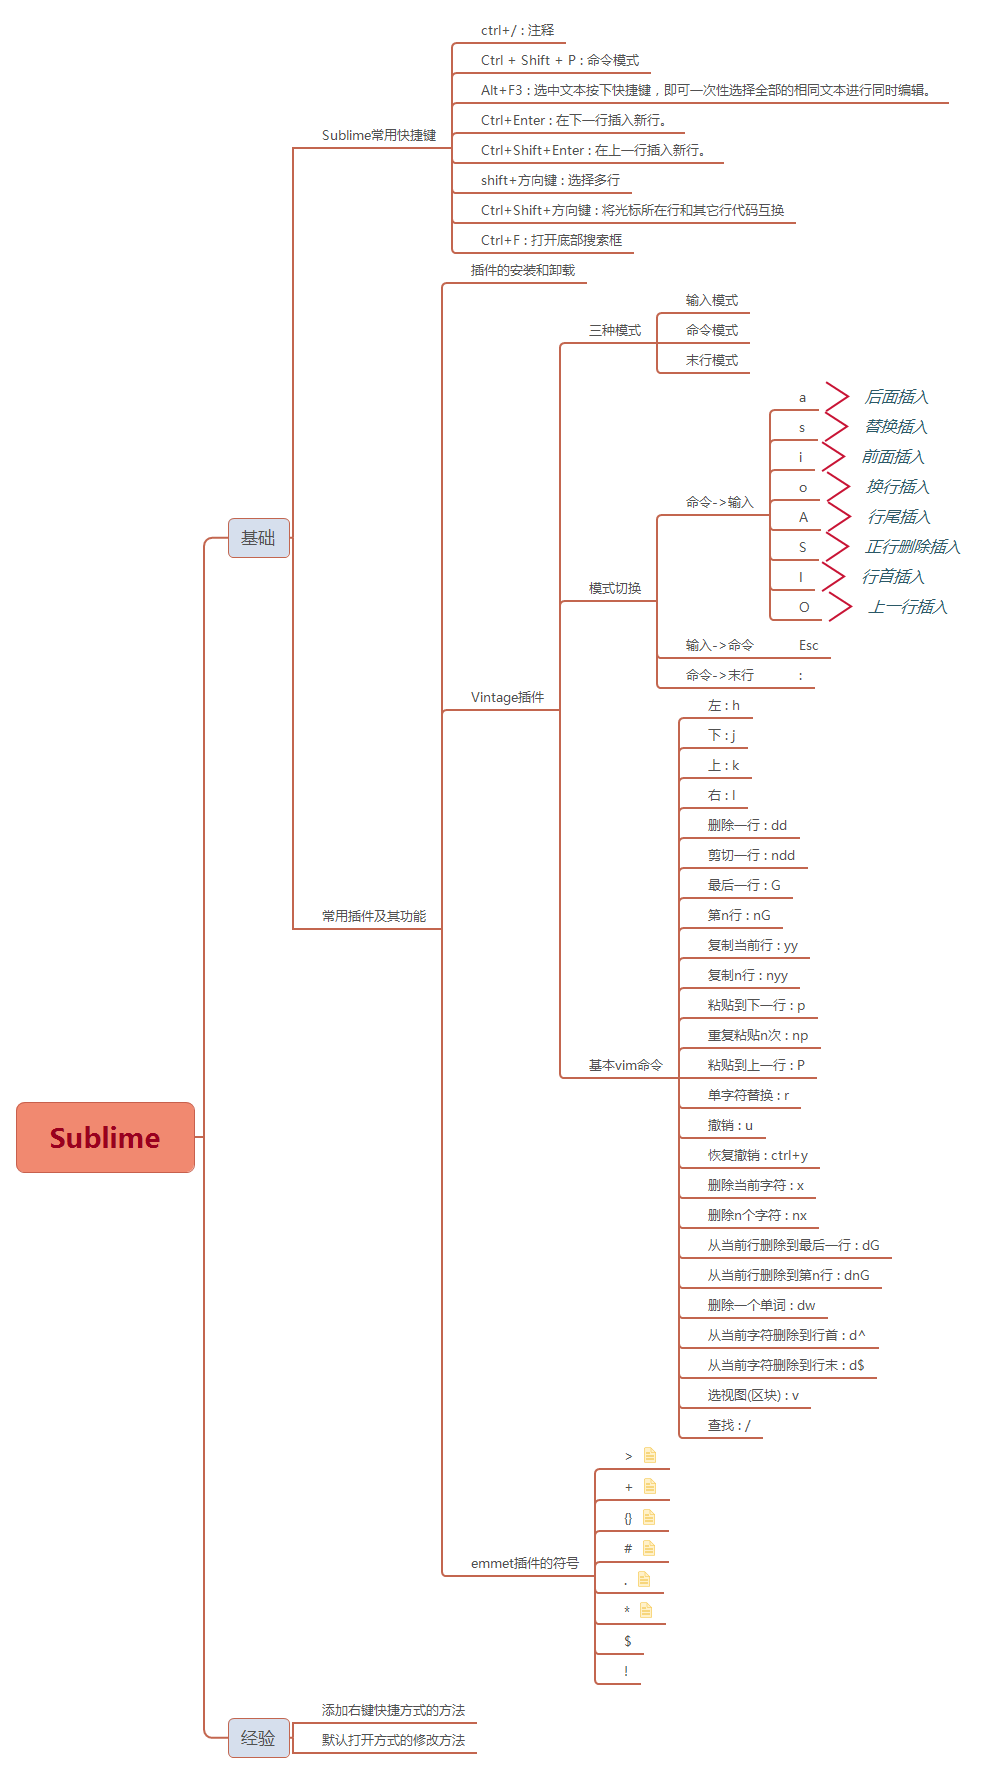 Sublime
基础
Sublime常用快捷键
ctrl+/ : 注释
Ctrl + Shift + P : 命令模式
Alt+F3 : 选中文本按下快捷键，即可一次性选择全部的相同文本进行同时编辑。
Ctrl+Enter : 在下一行插入新行。
Ctrl+Shift+Enter : 在上一行插入新行。
shift+方向键 : 选择多行
Ctrl+Shift+方向键 : 将光标所在行和其它行代码互换
Ctrl+F : 打开底部搜素框
常用插件及其功能
插件的安装和卸载
Vintage插件
三种模式
输入模式
命令模式
末行模式
模式切换
命令->输入
a 后面插入
s 替换插入
i 前面插入
o 换行插入
A 行尾插入
S 正行删除插入
I 行首插入
O 上一行插入
输入->命令 Esc
命令->末行 :
基本vim命令
左 : h
下 : j
上 : k
右 : l
删除一行 : dd
剪切一行 : ndd
最后一行 : G
第n行 : nG
复制当前行 : yy
复制n行 : nyy
粘贴到下一行 : p
重复粘贴n次 : np
粘贴到上一行 : P
单字符替换 : r
撤销 : u
恢复撤销 : ctrl+y
删除当前字符 : x
删除n个字符 : nx
从当前行删除到最后一行 : dG
从当前行删除到第n行 : dnG
删除一个单词 : dw
从当前字符删除到行首 : d^
从当前字符删除到行末 : d$
选视图(区块) : v
查找 : /
emmet插件的符号
>
+
{}
#
.
*
$
!
经验
添加右键快捷方式的方法
默认打开方式的修改方法